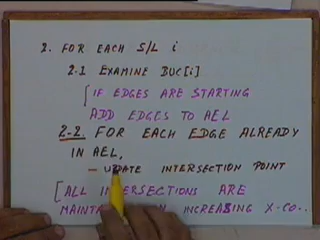 2. FOR EACH S/L i
2.1 EXAMINE BUC[i]
[IF EDGES ARE STARTING
ADD EDGES TO AEL
2-2. FOR EACH EDGE ALREADY
IN AEL,
- UPDATE INTERSECTION POINT
[ALL INTERSECTIONS ARE
INCREASING X-CO..